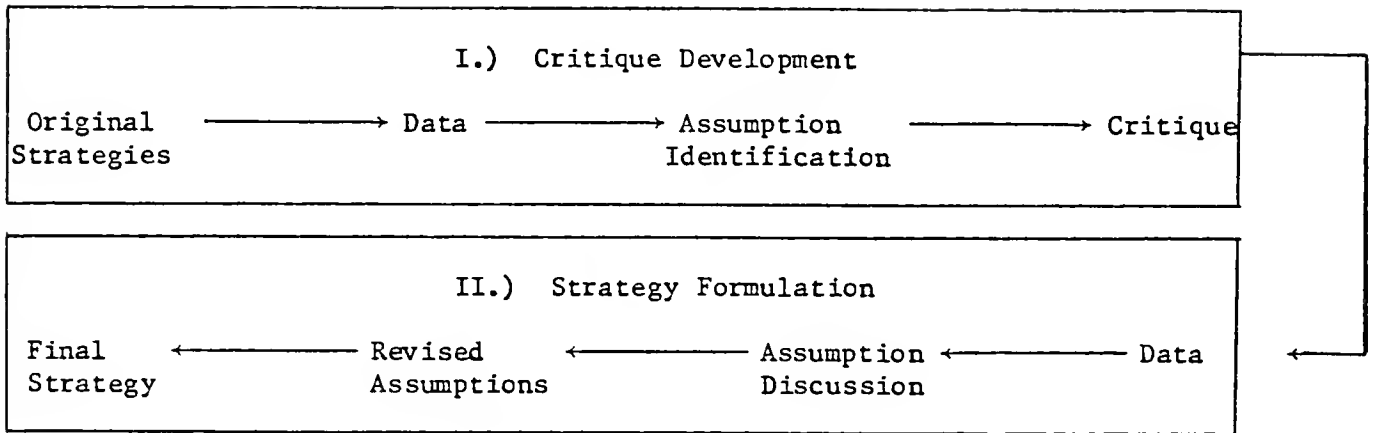 I.) Critique Development
Original Strategies Data Assumption Identification Critique
II.) Strategy Formulation
Final Strategy Revised Assumptions Assumption Discussion Data